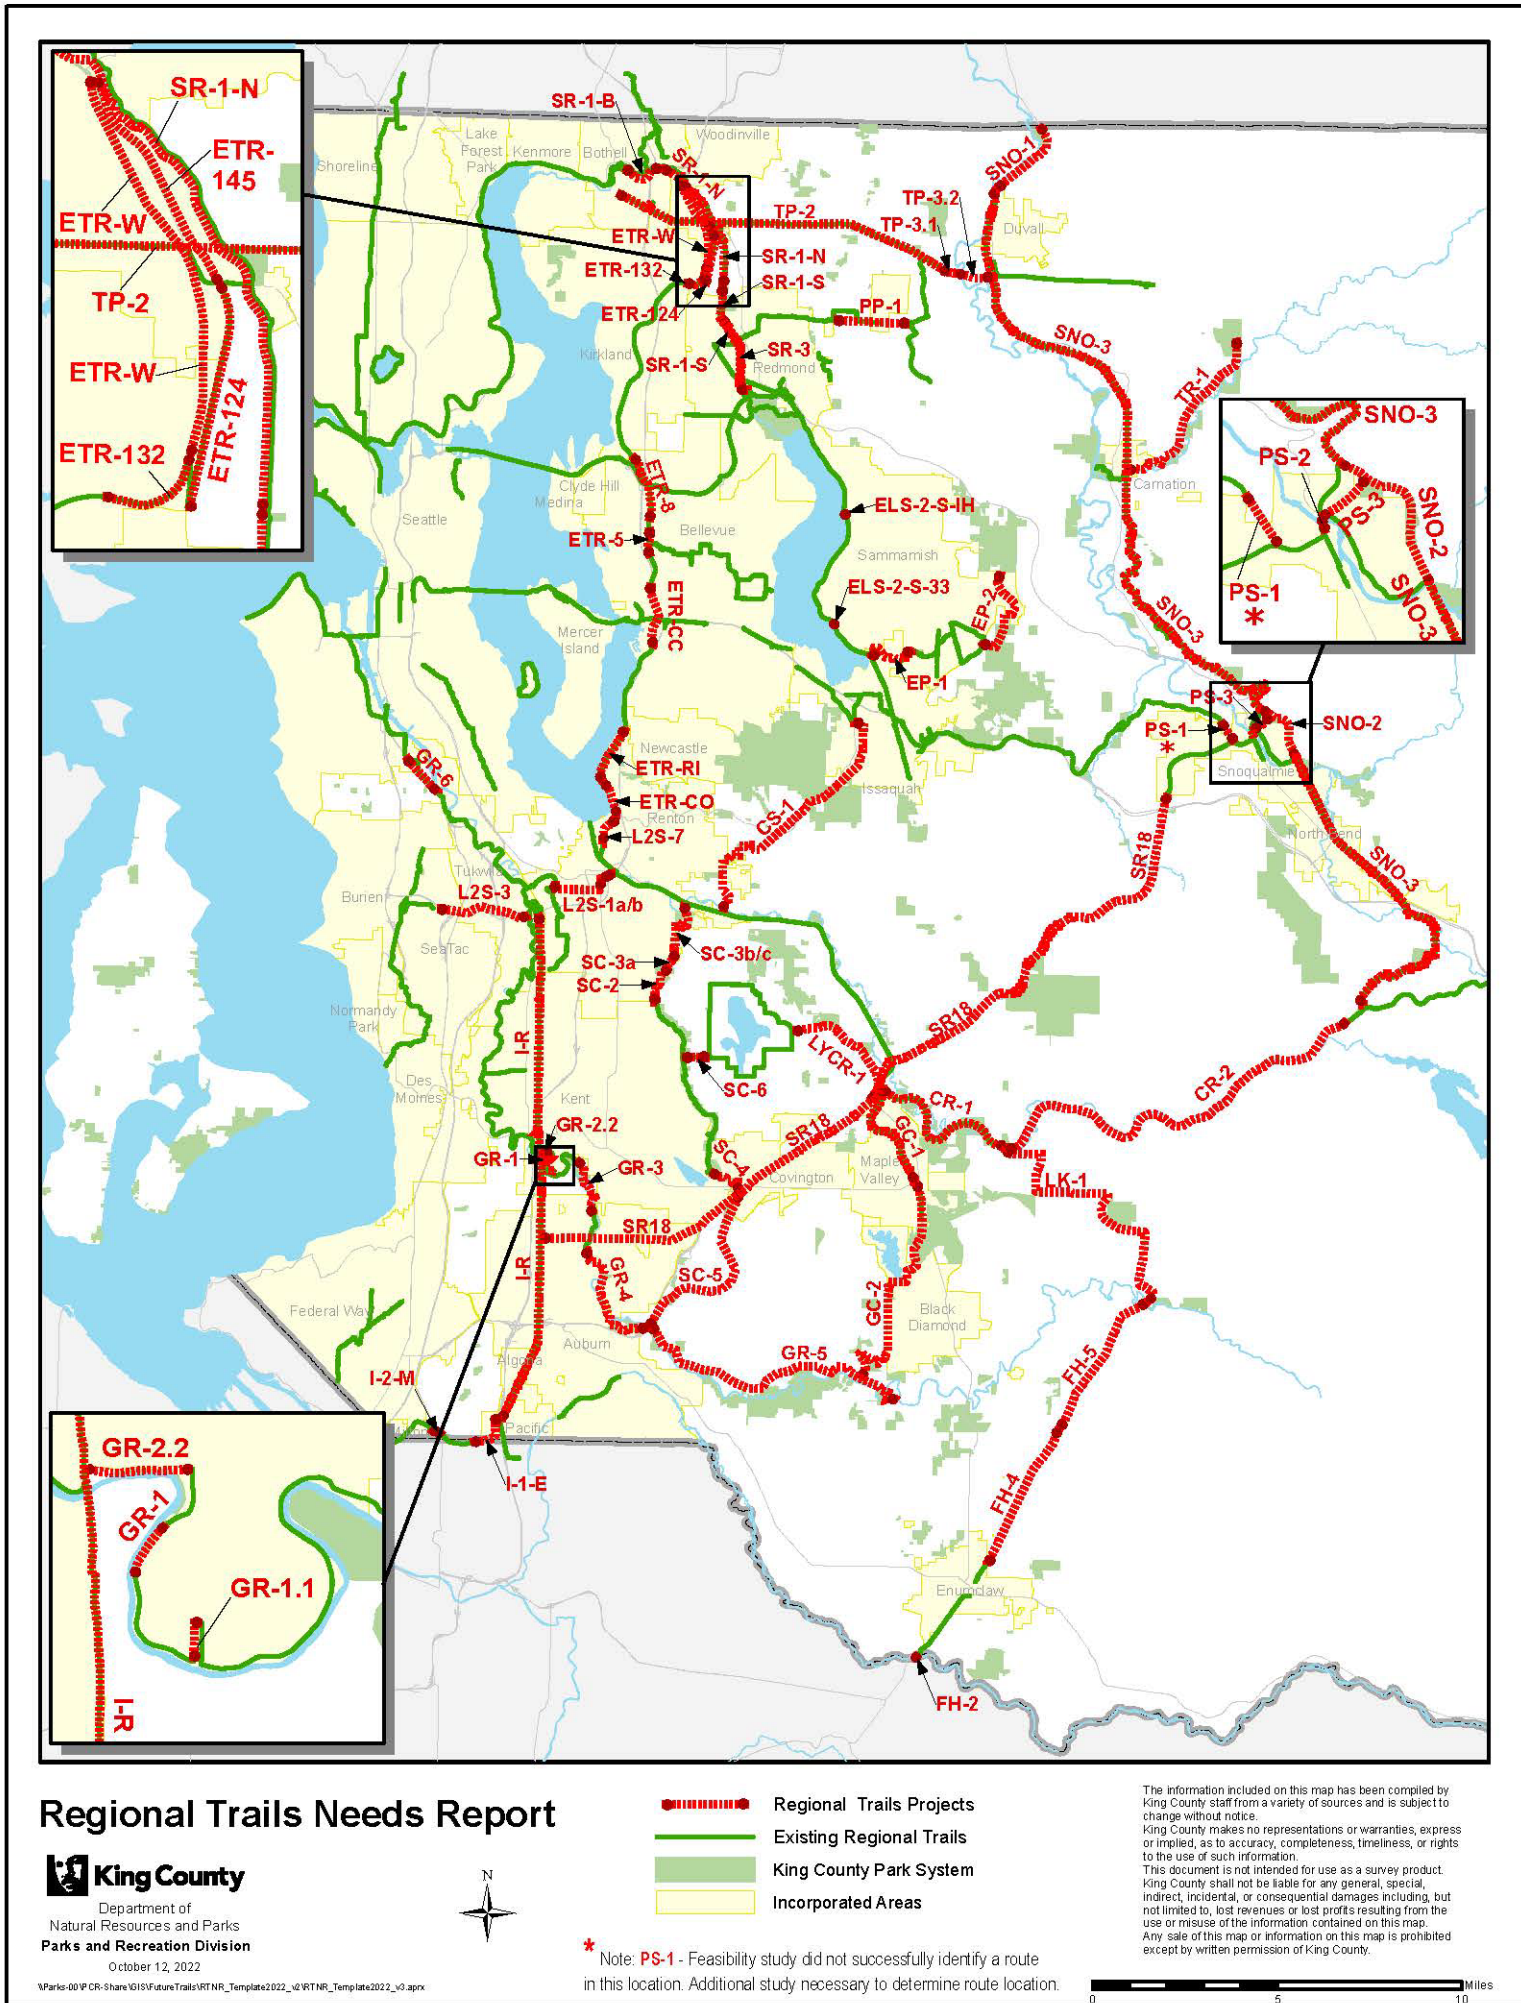 SR-1-N
ETR-
145
ETR-W
TP-2
ETR-W
ETR-124
ETR-132
SR-1-B
Lake
Forest
Park
Kenmore
Bothell
Woodinville
Shoreline
SR-1-N
SNO-1
TP-2
TP-3.2
TP-3.1
Duvall
ETR-W
SR-1-N
ETR-132
SR-1-S
ETR-124
PP-1
SNO-3
Kirkland
SR-1-S
SR-3
Redmond
TR-1
SNO-3
PS-2
PS-3
SNO-2
PS-1
*
SNO-3
Carnation
Clyde Hill
Medina
ETR-8
Seattle
ETR-5
Bellevue
ELS-2-S-IH
Sammamish
ETR-CC
ELS-2-S-33
EP-2
SNO-3
Mercer
Island
EP-1
PS-3
PS-1
*
SNO-2
Snoqualmie
Newcastle
ETR-RI
GR-6
Issaquah
ETR-CO
Renton
CS-1
L2S-7
North Bend
SR18
SNO-3
Tukwila
L2S-3
Burien
L2S-1a/b
SeaTac
SC-3b/c
SC-3a
SC-2
Normandy
Park
I-R
SR18
LYCR-1
SC-6
Des
Moines
Kent
CR-1
CR-2
GR-2.2
SR18
GC-1
GR-1
GR-3
SC-4
Maple
Valley
Covington
LK-1
SR18
I-R
GR-4
SC-5
GC-2
Federal Way
Black
Diamond
Auburn
Algona
GR-5
FH-5
I-2-M
Pacific
I-1-E
GR-2.2
GR-1
GR-1.1
I-R
FH-4
Enumclaw
FH-2
Regional Trails Needs Report
King County
Department of
Natural Resources and Parks
Parks and Recreation Division
October 12, 2022
\\Parks-00\PCR-Share\GIS\FutureTrails\RTNR_Template2022_v2\RTNR_Template2022_v3.aprx
N
Regional Trails Projects
Existing Regional Trails
King County Park System
Incorporated Areas
* Note: PS-1 - Feasibility study did not successfully identify a route
in this location. Additional study necessary to determine route location.
The information included on this map has been compiled by
King County staff from a variety of sources and is subject to
change without notice.
King County makes no representations or warranties, express
or implied, as to accuracy, completeness, timeliness, or rights
to the use of such information.
This document is not intended for use as a survey product.
King County shall not be liable for any general, special,
indirect, incidental, or consequential damages including, but
not limited to, lost revenues or lost profits resulting from the
use or misuse of the information contained on this map.
Any sale of this map or information on this map is prohibited
except by written permission of King County.
Miles
0 5 10